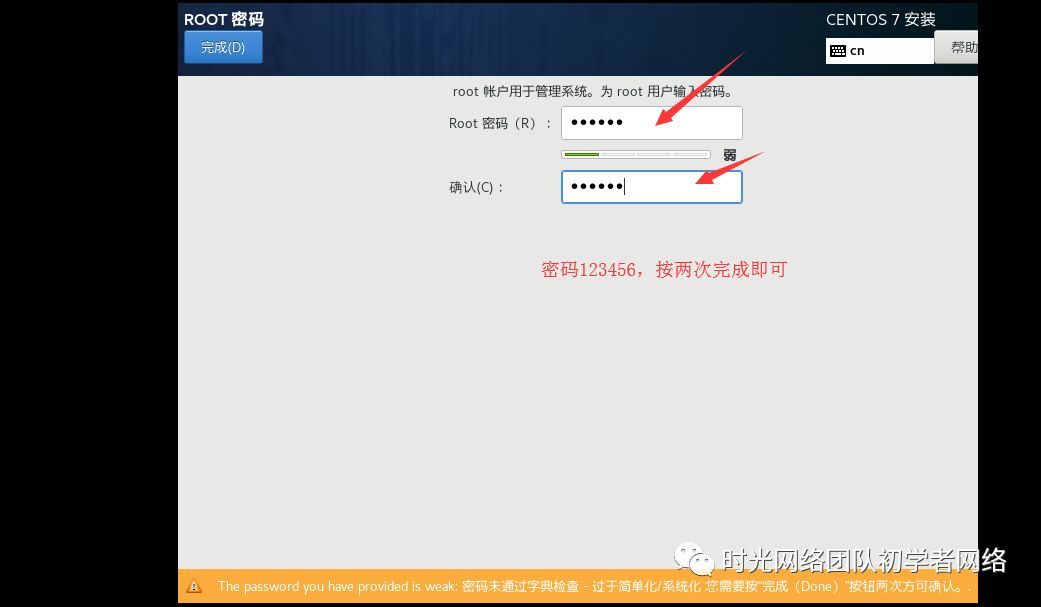 ROOT 密码
CENTOS 7 安装
完成(D)
cn
帮助
root 帐户用于管理系统。为 root 用户输入密码。
Root 密码（R）：
弱
确认(C)：
密码123456，按两次完成即可
时光网络团队初学者网络
The password you have provided is weak: 密码未通过字典检查 - 过于简单化/系统化 您需要按“完成（Done）”按钮两次方可确认。.